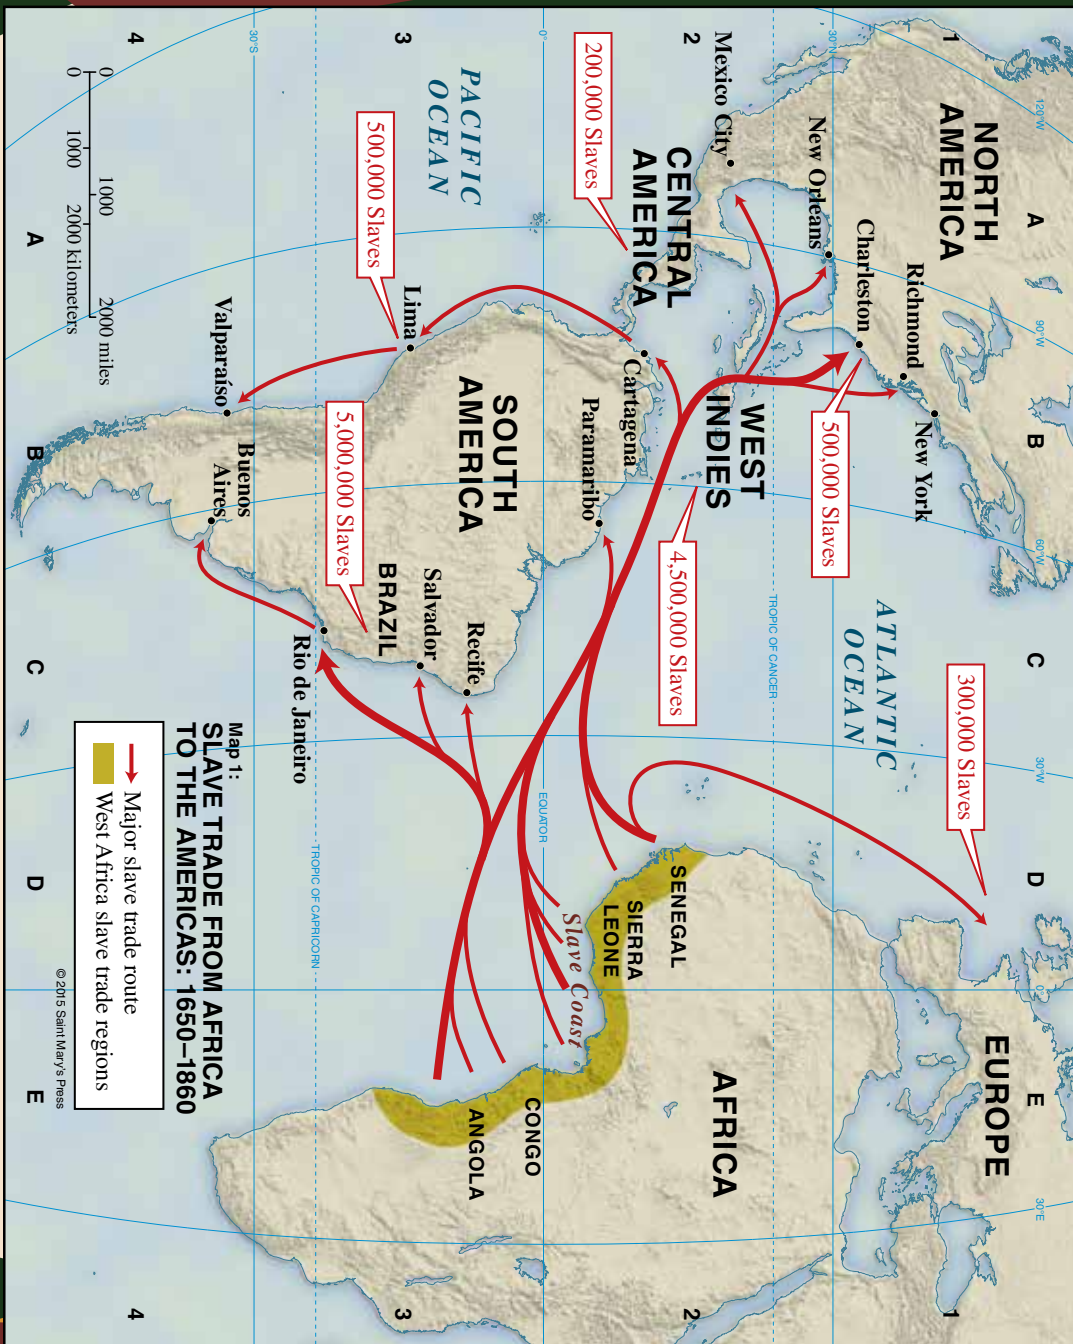 1
A
B
C
D
E
1
120°W
90°W
60°W
30°W
0°
30°E
NORTH
AMERICA
EUROPE
300,000 Slaves
Richmond
New York
Charleston
New Orleans
500,000 Slaves
ATLANTIC
OCEAN
30°N
TROPIC OF CANCER
2
Mexico City
WEST
INDIES
AFRICA
2
CENTRAL
AMERICA
4,500,000 Slaves
SENEGAL
SIERRA
LEONE
200,000 Slaves
Cartagena
Paramaribo
Slave Coast
0°
EQUATOR
CONGO
PACIFIC
OCEAN
SOUTH
AMERICA
Recife
ANGOLA
Salvador
3
Lima
BRAZIL
3
500,000 Slaves
5,000,000 Slaves
Rio de Janeiro
TROPIC OF CAPRICORN
30°S
Valparaíso
Buenos
Aires
Map 1:
SLAVE TRADE FROM AFRICA
TO THE AMERICAS: 1650–1860
Major slave trade route
West Africa slave trade regions
4
0 1000 2000 miles
0 1000 2000 kilometers
4
A
B
C
D
E
© 2015 Saint Mary's Press